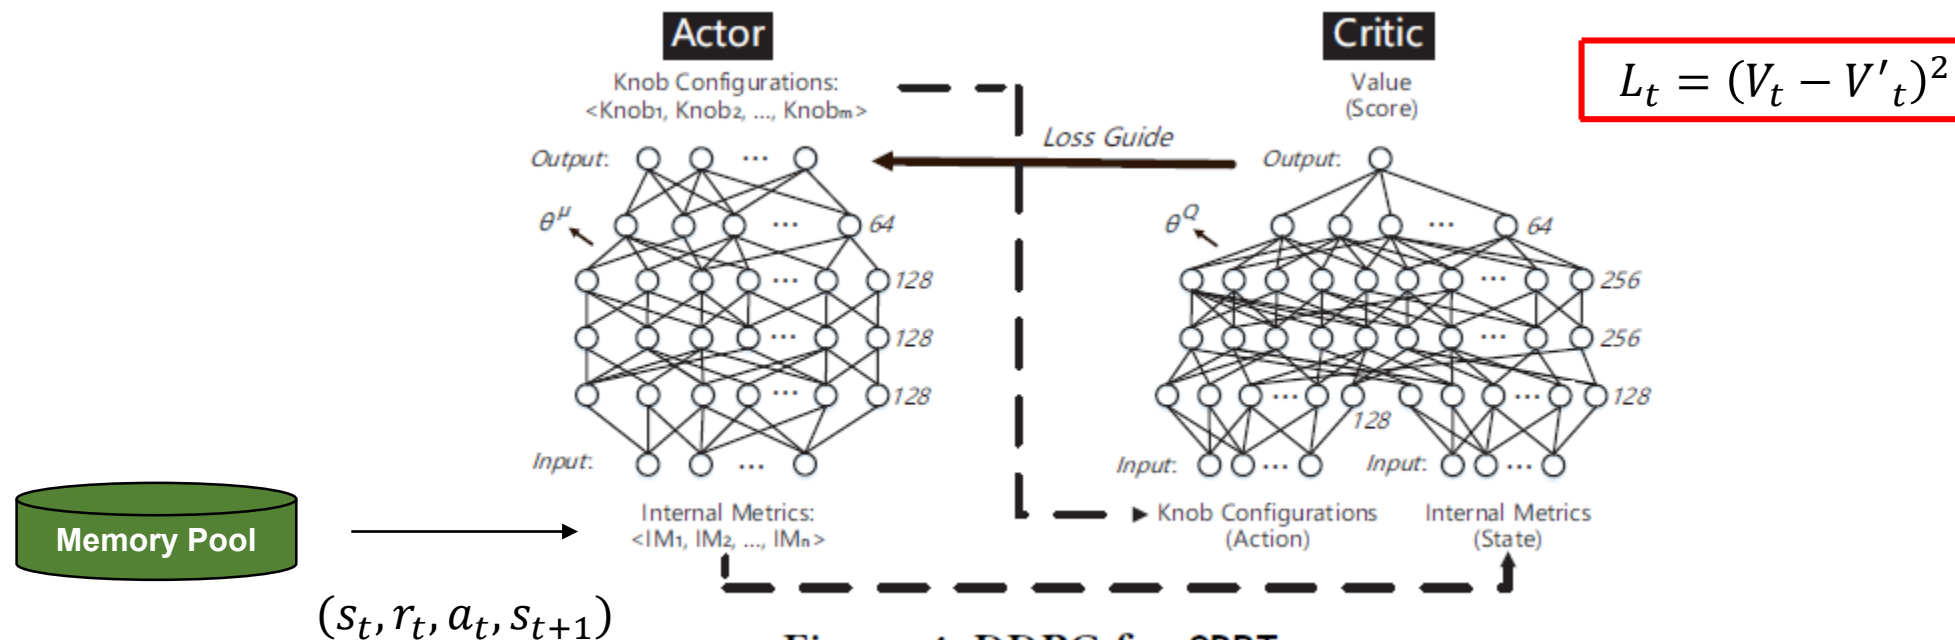 Actor
Critic
Knob Configurations:
<Knob₁, Knob₂, ..., Knobₘ>
Value
(Score)
L_t = (V_t − V'_t)²
Loss Guide
Output:
...
Output:
θ^μ
... 64
θ^Q
... 64
... 128
... 256
... 128
... 256
... 128
... 128
... 128
Input:
...
Input:
...
Input:
...
Memory Pool
Internal Metrics:
<IM₁, IM₂, ..., IMₙ>
Knob Configurations
(Action)
Internal Metrics
(State)
(s_t, r_t, a_t, s_{t+1})